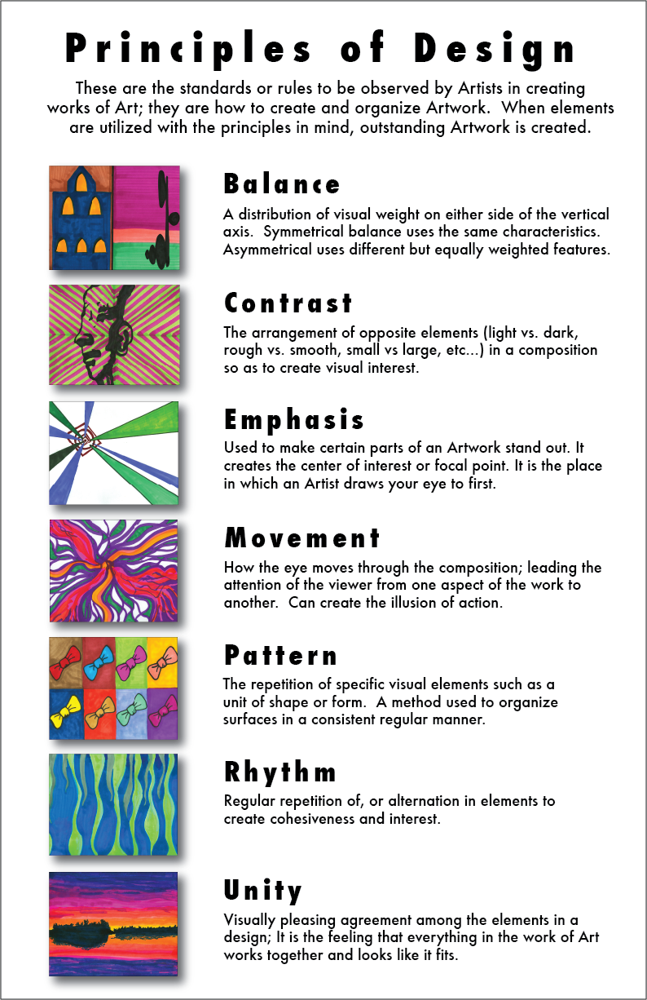 Principles of Design
These are the standards or rules to be observed by Artists in creating
works of Art; they are how to create and organize Artwork.  When elements
are utilized with the principles in mind, outstanding Artwork is created.
Balance
A distribution of visual weight on either side of the vertical
axis.  Symmetrical balance uses the same characteristics.
Asymmetrical uses different but equally weighted features.
Contrast
The arrangement of opposite elements (light vs. dark,
rough vs. smooth, small vs large, etc...) in a composition
so as to create visual interest.
Emphasis
Used to make certain parts of an Artwork stand out. It
creates the center of interest or focal point. It is the place
in which an Artist draws your eye to first.
Movement
How the eye moves through the composition; leading the
attention of the viewer from one aspect of the work to
another.  Can create the illusion of action.
Pattern
The repetition of specific visual elements such as a
unit of shape or form.  A method used to organize
surfaces in a consistent regular manner.
Rhythm
Regular repetition of, or alternation in elements to
create cohesiveness and interest.
Unity
Visually pleasing agreement among the elements in a
design; It is the feeling that everything in the work of Art
works together and looks like it fits.